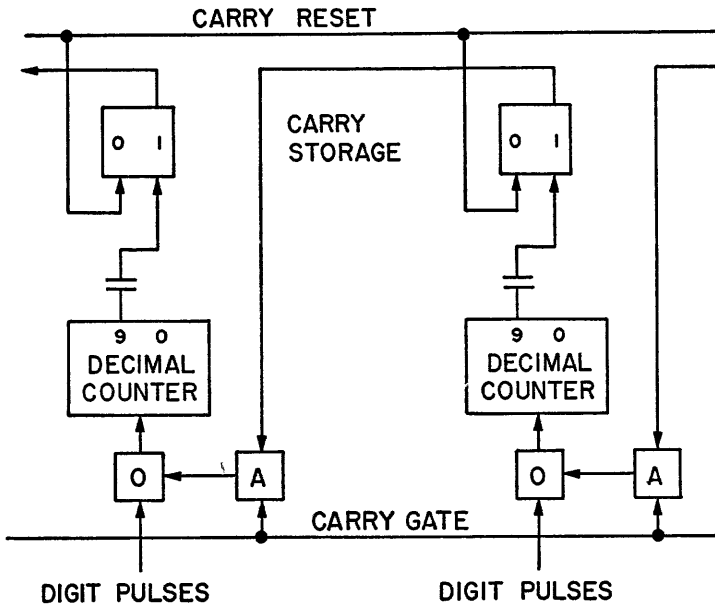 CARRY RESET
0 1
CARRY
STORAGE
0 1
9 0
DECIMAL
COUNTER
9 0
DECIMAL
COUNTER
O
A
O
A
CARRY GATE
DIGIT PULSES
DIGIT PULSES